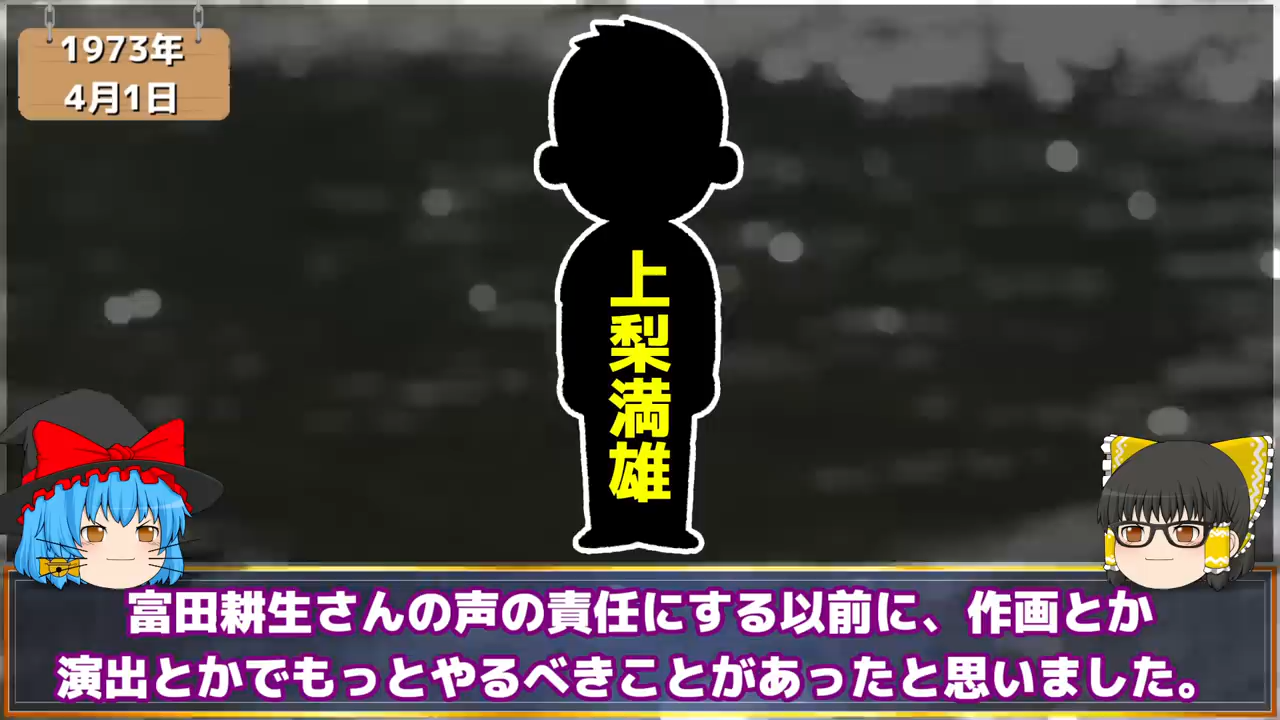 1973年
4月1日
上梨満雄
富田耕生さんの声の責任にする以前に、作画とか
演出とかでもっとやるべきことがあったと思いました。